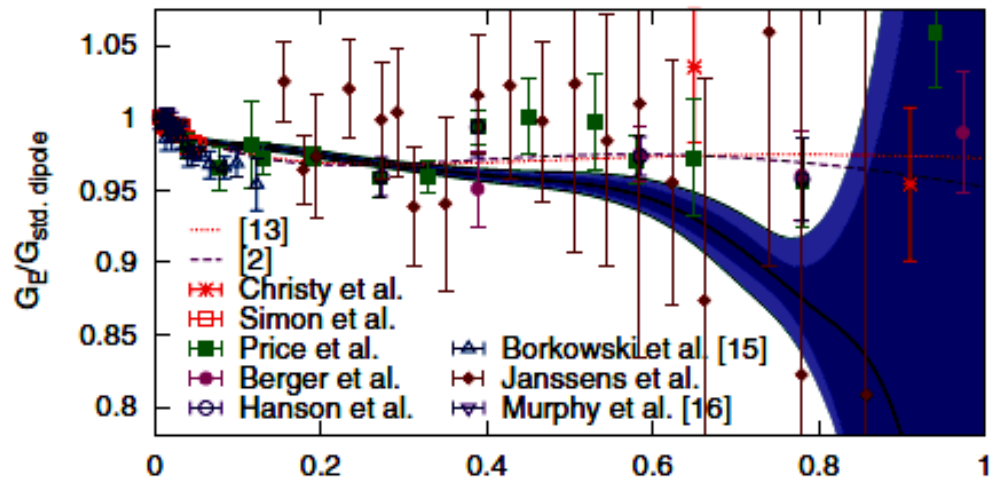 1.05
1
0.95
0.9
0.85
0.8
G_E/G_std. dipole
[13]
[2]
Christy et al.
Simon et al.
Price et al.
Berger et al.
Hanson et al.
Borkowski et al. [15]
Janssens et al.
Murphy et al. [16]
0 0.2 0.4 0.6 0.8 1